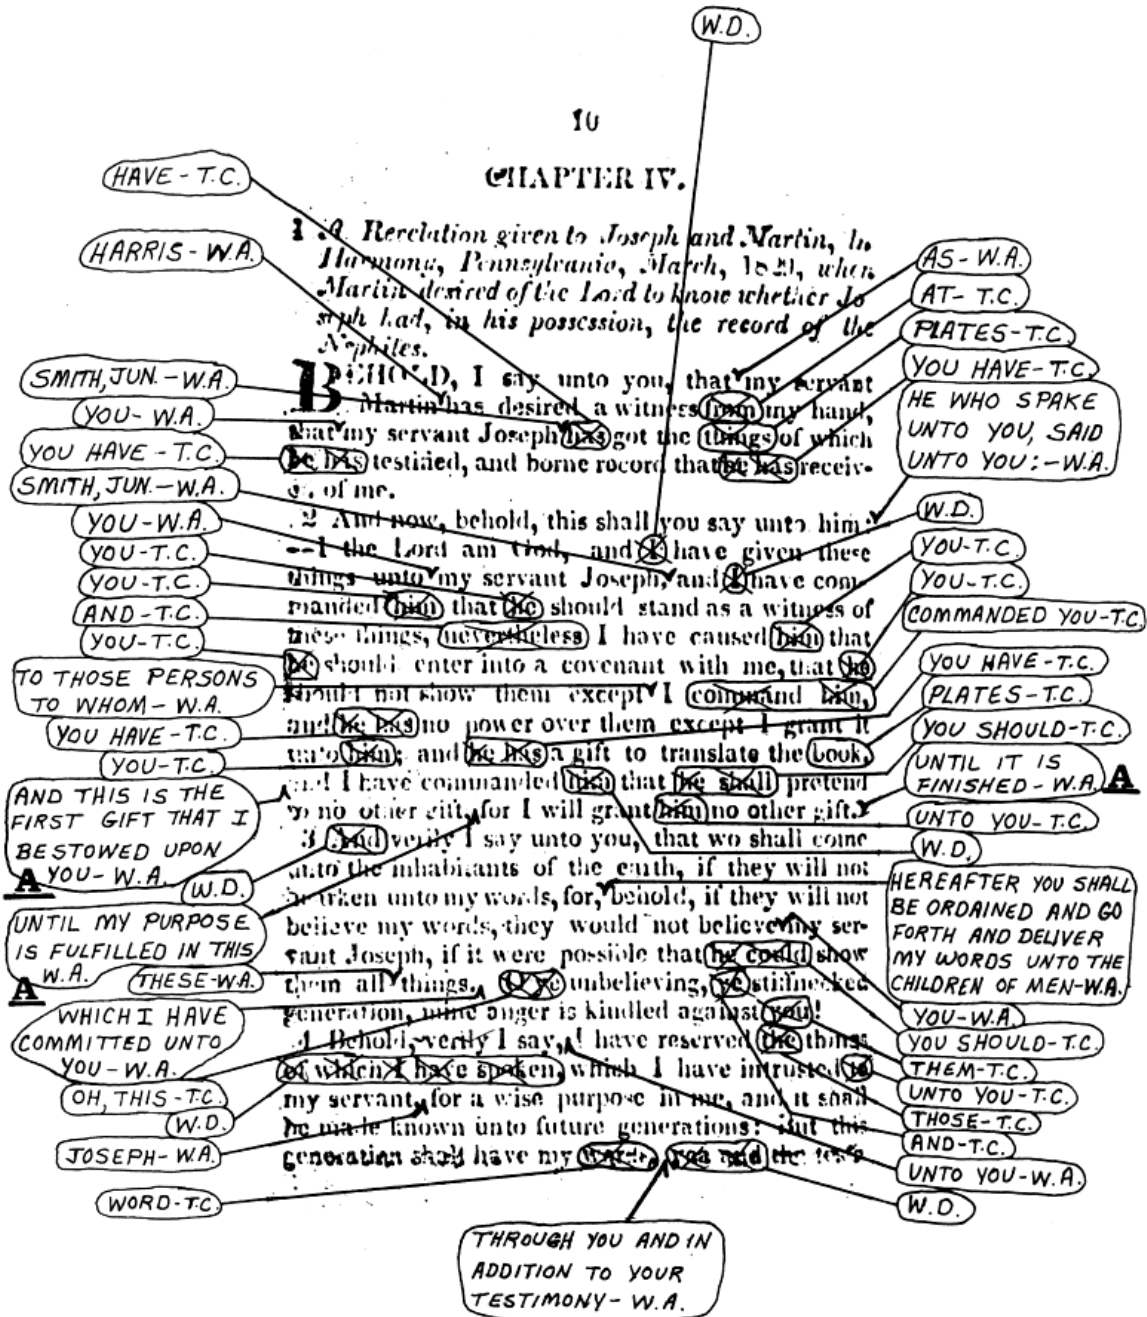 W.D.
10
CHAPTER IV.
HAVE - T.C.
HARRIS - W.A.
1 A Revelation given to Joseph and Martin, in
Harmony, Pennsylvania, March, 1829, when
Martin desired of the Lord to know whether Jo
seph had, in his possession, the record of the
Nephites.
AS - W.A.
AT - T.C.
PLATES - T.C.
YOU HAVE - T.C.
HE WHO SPAKE
UNTO YOU, SAID
UNTO YOU: - W.A.
SMITH, JUN. - W.A.
YOU - W.A.
YOU HAVE - T.C.
SMITH, JUN. - W.A.
YOU - W.A.
YOU - T.C.
YOU - T.C.
AND - T.C.
YOU - T.C.
TO THOSE PERSONS
TO WHOM - W.A.
YOU HAVE - T.C.
YOU - T.C.
AND THIS IS THE
FIRST GIFT THAT I
BESTOWED UPON
YOU - W.A.
A
W.D.
UNTIL MY PURPOSE
IS FULFILLED IN THIS
W.A.
A
THESE - W.A.
WHICH I HAVE
COMMITTED UNTO
YOU - W.A.
OH, THIS - T.C.
W.D.
JOSEPH - W.A.
WORD - T.C.
BEHOLD, I say unto you, that my servant
Martin has desired a witness from my hand,
that my servant Joseph has got the things of which
he has testified, and borne record that he has receiv-
ed of me.
2 And now, behold, this shall you say unto him:
--I the Lord am God, and I have given these
things unto my servant Joseph, and I have com-
manded him that he should stand as a witness of
these things, nevertheless I have caused him that
he should enter into a covenant with me, that he
should not show them except I command him,
and he has no power over them except I grant it
unto him; and he has a gift to translate the book,
and I have commanded him that he shall pretend
to no other gift, for I will grant him no other gift.
3 And verily I say unto you, that wo shall come
unto the inhabitants of the earth, if they will not
hearken unto my words, for, behold, if they will not
believe my words, they would not believe my ser-
vant Joseph, if it were possible that he could show
them all things. O ye unbelieving, ye stiffnecked
generation, mine anger is kindled against you!
4 Behold, verily I say, I have reserved the things
of which I have spoken, which I have intrusted to
my servant, for a wise purpose in me, and it shall
be made known unto future generations: But this
generation shall have my words, yea and the tes-
W.D.
YOU - T.C.
YOU - T.C.
COMMANDED YOU - T.C.
YOU HAVE - T.C.
PLATES - T.C.
YOU SHOULD - T.C.
UNTIL IT IS
FINISHED - W.A. A
UNTO YOU - T.C.
W.D.
HEREAFTER YOU SHALL
BE ORDAINED AND GO
FORTH AND DELIVER
MY WORDS UNTO THE
CHILDREN OF MEN - W.A.
YOU - W.A.
YOU SHOULD - T.C.
THEM - T.C.
UNTO YOU - T.C.
THOSE - T.C.
AND - T.C.
UNTO YOU - W.A.
W.D.
THROUGH YOU AND IN
ADDITION TO YOUR
TESTIMONY - W.A.